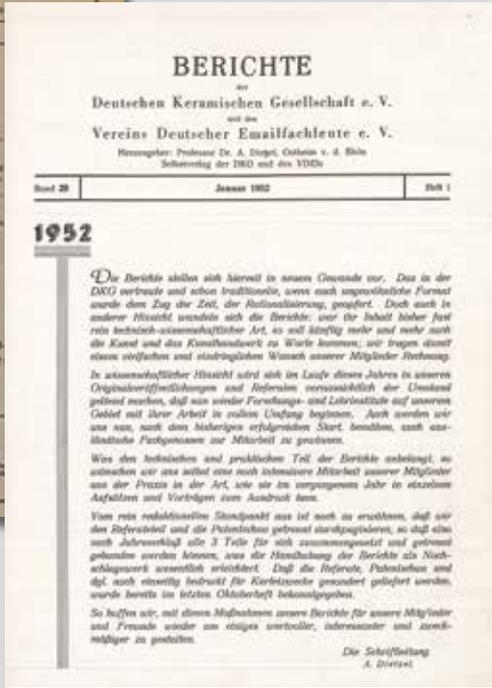 BERICHTE
der
Deutschen Keramischen Gesellschaft e. V.
und des
Vereins Deutscher Emailfachleute e. V.
Herausgeber: Professor Dr. A. Dietzel, Ostheim v. d. Rhön
Selbstverlag der DKG und des VDEfa
Band 29
Januar 1952
Heft 1
1952
Die Berichte stellen sich hiermit in neuem Gewande vor. Das in der
DKG vertraute und schon traditionelle, wenn auch ungewöhnliche Format
wurde dem Zug der Zeit, der Rationalisierung, geopfert. Doch auch in
anderer Hinsicht wandeln sich die Berichte: war ihr Inhalt bisher fast
rein technisch-wissenschaftlicher Art, so soll künftig mehr und mehr auch
die Kunst und das Kunsthandwerk zu Worte kommen; wir tragen damit
einem vielfachen und eindringlichen Wunsch unserer Mitglieder Rechnung.
In wissenschaftlicher Hinsicht wird sich im Laufe dieses Jahres in unseren
Originalveröffentlichungen und Referaten voraussichtlich der Umstand
geltend machen, daß nun wieder Forschungs- und Lehrinstitute auf unserem
Gebiet mit ihrer Arbeit in vollem Umfang beginnen. Auch werden wir
uns nun, nach dem bisherigen erfolgreichen Start, bemühen, auch aus-
ländische Fachgenossen zur Mitarbeit zu gewinnen.
Was den technischen und praktischen Teil der Berichte anbelangt, so
wünschen wir uns selbst eine noch intensivere Mitarbeit unserer Mitglieder
aus der Praxis in der Art, wie sie im vergangenen Jahr in einzelnen
Aufsätzen und Vorträgen zum Ausdruck kam.
Vom rein redaktionellen Standpunkt aus ist noch zu erwähnen, daß wir
den Referateteil und die Patentschau getrennt durchpaginieren, so daß also
nach Jahresschluß alle 3 Teile für sich zusammengesetzt und getrennt
gebunden werden können, was die Handhabung der Berichte als Nach-
schlagewerk wesentlich erleichtert. Daß die Referate, Patentschau und
dgl. auch einseitig bedruckt für Karteizwecke gesondert geliefert werden,
wurde bereits im letzten Oktoberheft bekanntgegeben.
So hoffen wir, mit diesen Maßnahmen unsere Berichte für unsere Mitglieder
und Freunde wieder um einiges wertvoller, interessanter und zweck-
mäßiger zu gestalten.
Die Schriftleitung
A. Dietzel